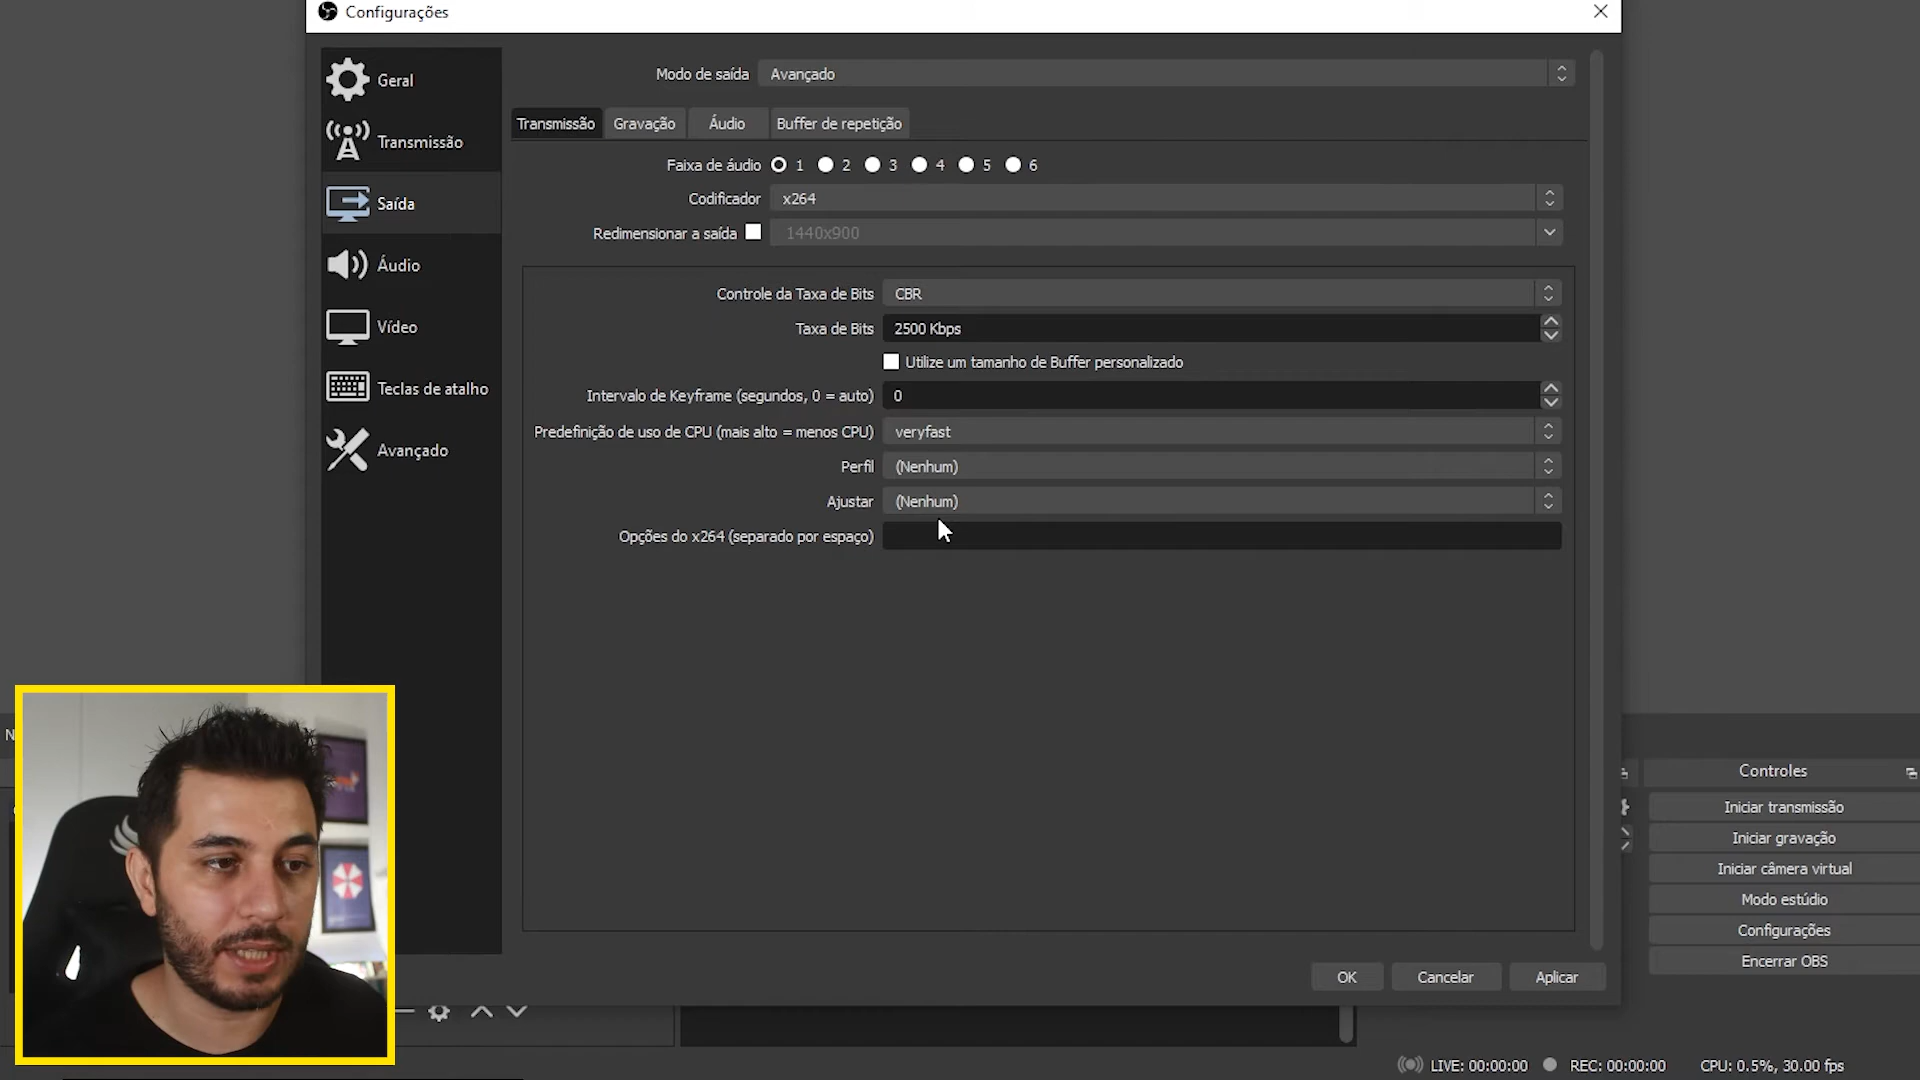 Configurações
Geral
Transmissão
Saída
Áudio
Vídeo
Teclas de atalho
Avançado
Modo de saída Avançado
Transmissão Gravação Áudio Buffer de repetição
Faixa de áudio 1 2 3 4 5 6
Codificador x264
Redimensionar a saída 1440x900
Controle da Taxa de Bits CBR
Taxa de Bits 2500 Kbps
Utilize um tamanho de Buffer personalizado
Intervalo de Keyframe (segundos, 0 = auto) 0
Predefinição de uso de CPU (mais alto = menos CPU) veryfast
Perfil (Nenhum)
Ajustar (Nenhum)
Opções do x264 (separado por espaço)
OK Cancelar Aplicar
N
Controles
Iniciar transmissão
Iniciar gravação
Iniciar câmera virtual
Modo estúdio
Configurações
Encerrar OBS
LIVE: 00:00:00 REC: 00:00:00 CPU: 0.5%, 30.00 fps